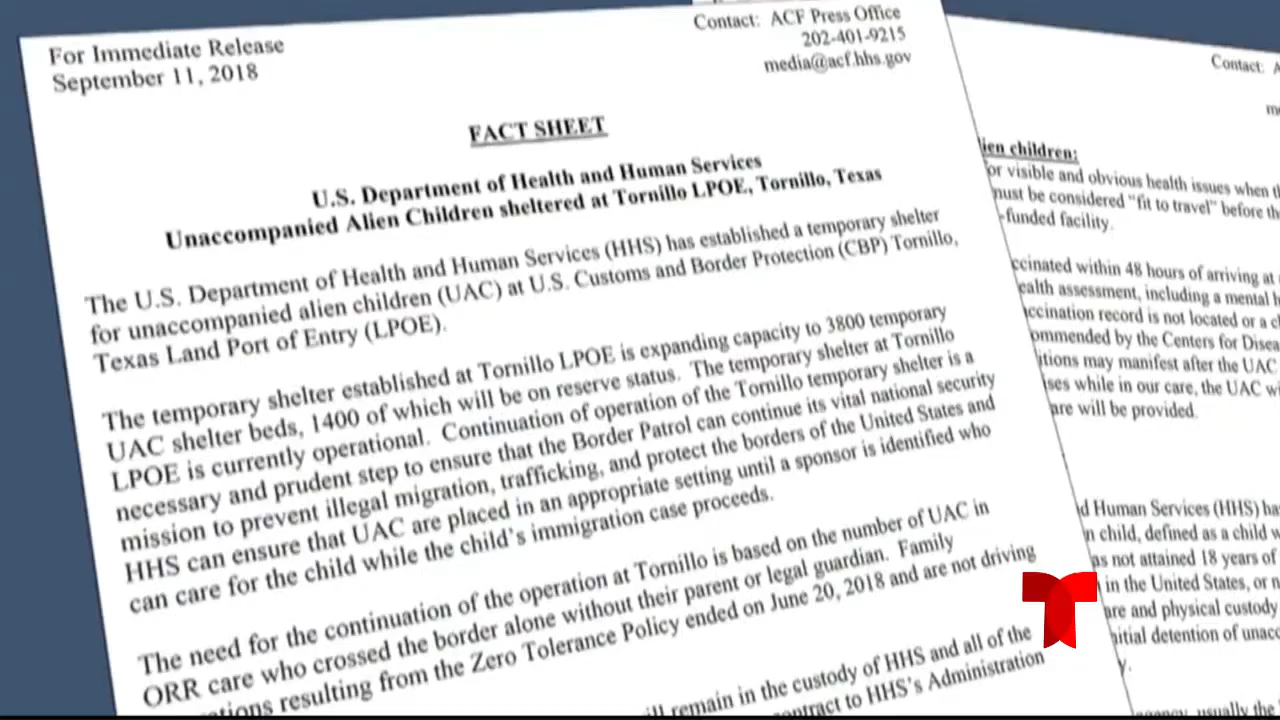 For Immediate Release
September 11, 2018
Contact: ACF Press Office
202-401-9215
media@acf.hhs.gov
FACT SHEET
U.S. Department of Health and Human Services
Unaccompanied Alien Children sheltered at Tornillo LPOE, Tornillo, Texas
The U.S. Department of Health and Human Services (HHS) has established a temporary shelter
for unaccompanied alien children (UAC) at U.S. Customs and Border Protection (CBP) Tornillo,
Texas Land Port of Entry (LPOE).
The temporary shelter established at Tornillo LPOE is expanding capacity to 3800 temporary
UAC shelter beds, 1400 of which will be on reserve status. The temporary shelter at Tornillo
LPOE is currently operational. Continuation of operation of the Tornillo temporary shelter is a
necessary and prudent step to ensure that the Border Patrol can continue its vital national security
mission to prevent illegal migration, trafficking, and protect the borders of the United States and
HHS can ensure that UAC are placed in an appropriate setting until a sponsor is identified who
can care for the child while the child's immigration case proceeds.
The need for the continuation of the operation at Tornillo is based on the number of UAC in
ORR care who crossed the border alone without their parent or legal guardian. Family
resulting from the Zero Tolerance Policy ended on June 20, 2018 and are not driving
remain in the custody of HHS and all of the
to HHS's Administration
Contact:
children:
or visible and obvious health issues when
must be considered "fit to travel" before
-funded facility.
within 48 hours of arriving at
health assessment, including a mental
record is not located or a
by the Centers for
may manifest after the UAC
while in our care, the UAC
care will be provided.
Human Services (HHS)
child, defined as a child
as not attained 18 years of
in the United States, or
and physical custody
detention of
usually the